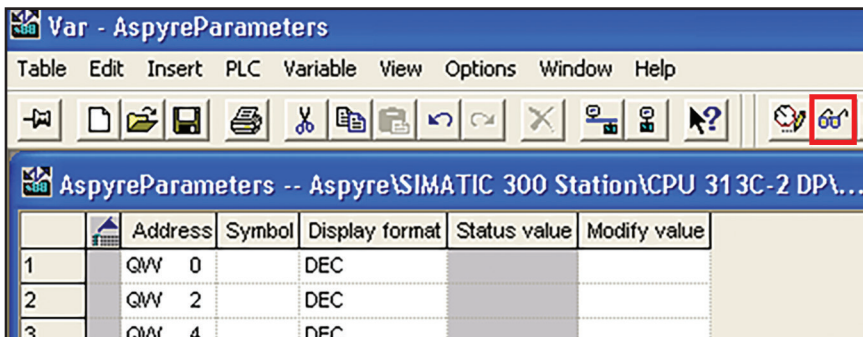 Var - AspyreParameters
Table Edit Insert PLC Variable View Options Window Help
AspyreParameters -- Aspyre\SIMATIC 300 Station\CPU 313C-2 DP\...
Address Symbol Display format Status value Modify value
1 QW 0 DEC
2 QW 2 DEC
3 QW 4 DEC